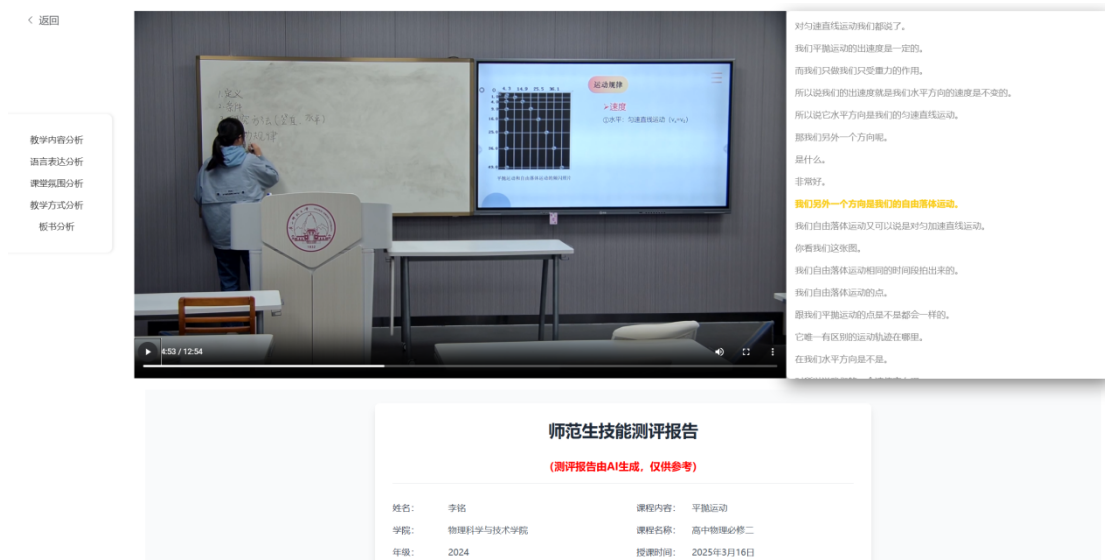 返回
教学内容分析
语言表达分析
课堂氛围分析
教学方式分析
板书分析
1.定义
运动规律
速度
①水平：匀速直线运动（
4:53 / 12:54
对匀速直线运动我们都说了。
我们平抛运动的出速度是一定的。
而我们只做我们只受重力的作用。
所以说我们的出速度就是我们水平方向的速度是不变的。
所以说它水平方向是我们的匀速直线运动。
那我们另外一个方向呢。
是什么。
非常好。
我们另外一个方向是我们的自由落体运动。
我们自由落体运动又可以说是对匀加速直线运动。
你看我们这张图。
我们自由落体运动相同的时间段拍出来的。
我们自由落体运动的点。
跟我们平抛运动的点是不是都会一样的。
它唯一有区别的运动轨迹在哪里。
在我们水平方向是不是。
师范生技能测评报告
（测评报告由AI生成，仅供参考）
姓名： 李铭 课程内容： 平抛运动
学院： 物理科学与技术学院 课程名称： 高中物理必修二
年级： 2024 授课时间： 2025年3月16日